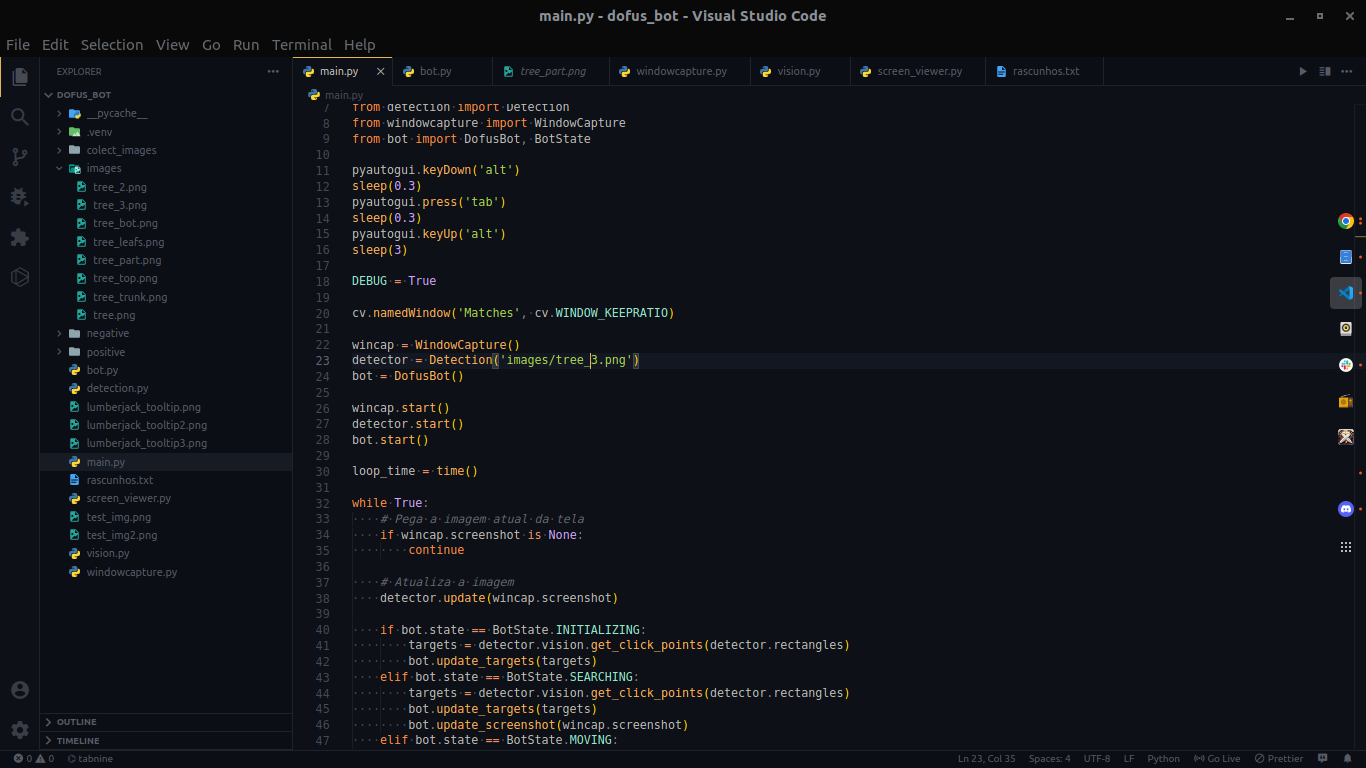 main.py - dofus_bot - Visual Studio Code
File Edit Selection View Go Run Terminal Help
EXPLORER
main.py
bot.py
tree_part.png
windowcapture.py
vision.py
screen_viewer.py
rascunhos.txt
DOFUS_BOT
__pycache__
.venv
colect_images
images
tree_2.png
tree_3.png
tree_bot.png
tree_leafs.png
tree_part.png
tree_top.png
tree_trunk.png
tree.png
negative
positive
bot.py
detection.py
lumberjack_tooltip.png
lumberjack_tooltip2.png
lumberjack_tooltip3.png
main.py
rascunhos.txt
screen_viewer.py
test_img.png
test_img2.png
vision.py
windowcapture.py
OUTLINE
TIMELINE
main.py
7 from detection import Detection
8 from windowcapture import WindowCapture
9 from bot import DofusBot, BotState
10
11 pyautogui.keyDown('alt')
12 sleep(0.3)
13 pyautogui.press('tab')
14 sleep(0.3)
15 pyautogui.keyUp('alt')
16 sleep(3)
17
18 DEBUG = True
19
20 cv.namedWindow('Matches', cv.WINDOW_KEEPRATIO)
21
22 wincap = WindowCapture()
23 detector = Detection('images/tree_3.png')
24 bot = DofusBot()
25
26 wincap.start()
27 detector.start()
28 bot.start()
29
30 loop_time = time()
31
32 while True:
33     # Pega a imagem atual da tela
34     if wincap.screenshot is None:
35         continue
36
37     # Atualiza a imagem
38     detector.update(wincap.screenshot)
39
40     if bot.state == BotState.INITIALIZING:
41         targets = detector.vision.get_click_points(detector.rectangles)
42         bot.update_targets(targets)
43     elif bot.state == BotState.SEARCHING:
44         targets = detector.vision.get_click_points(detector.rectangles)
45         bot.update_targets(targets)
46         bot.update_screenshot(wincap.screenshot)
47     elif bot.state == BotState.MOVING:
0 0 tabnine Ln 23, Col 35 Spaces: 4 UTF-8 LF Python Go Live Prettier